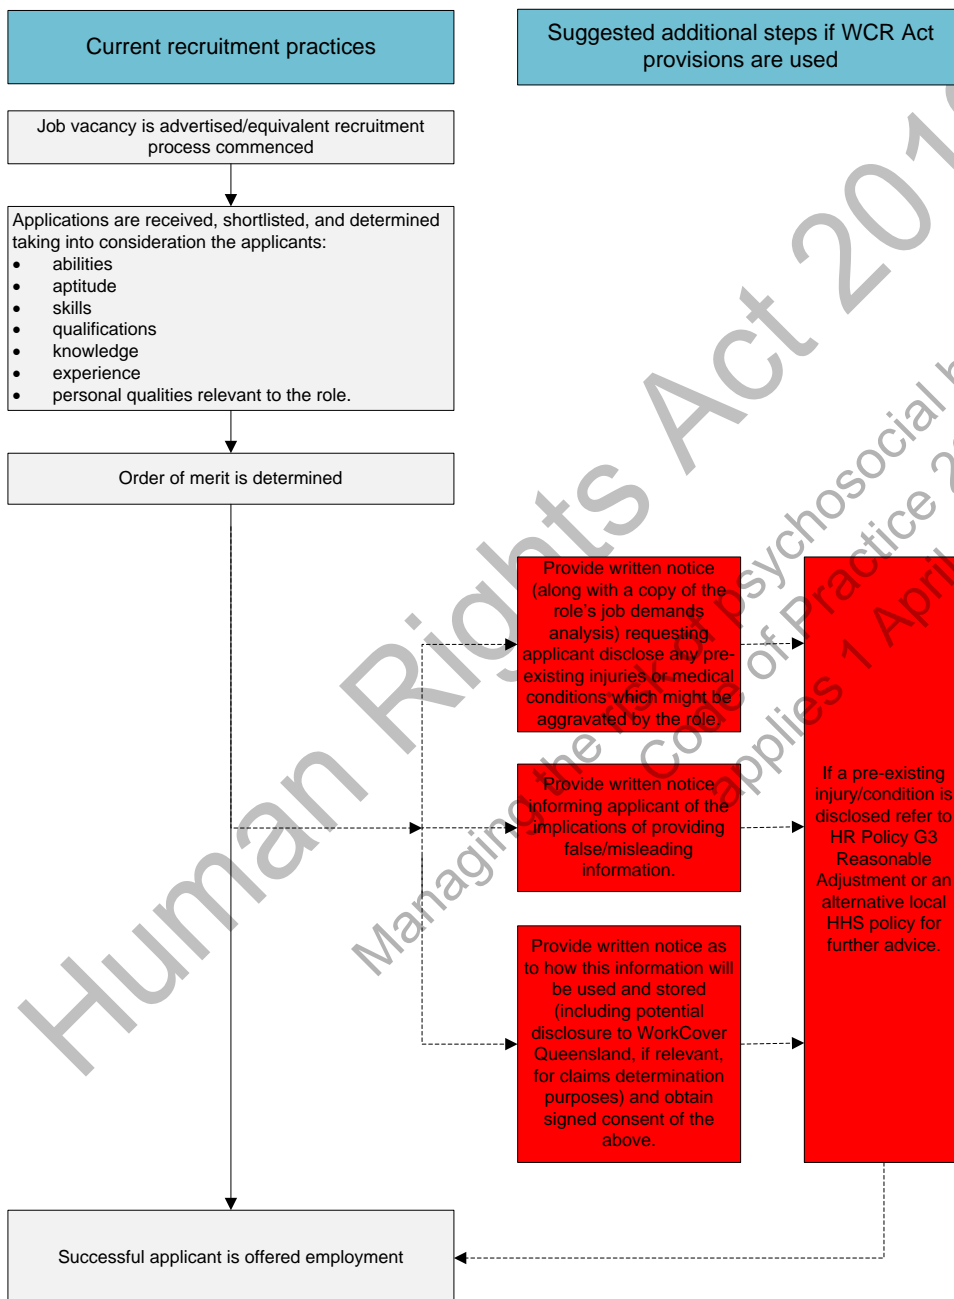 Current recruitment practices
Suggested additional steps if WCR Act
provisions are used
Job vacancy is advertised/equivalent recruitment
process commenced
Applications are received, shortlisted, and determined
taking into consideration the applicants:
• abilities
• aptitude
• skills
• qualifications
• knowledge
• experience
• personal qualities relevant to the role.
Order of merit is determined
Provide written notice
(along with a copy of the
role's job demands
analysis) requesting
applicant disclose any pre-
existing injuries or medical
conditions which might be
aggravated by the role.
Provide written notice
informing applicant of the
implications of providing
false/misleading
information.
Provide written notice as
to how this information will
be used and stored
(including potential
disclosure to WorkCover
Queensland, if relevant,
for claims determination
purposes) and obtain
signed consent of the
above.
If a pre-existing
injury/condition is
disclosed refer to
HR Policy G3
Reasonable
Adjustment or an
alternative local
HHS policy for
further advice.
Successful applicant is offered employment
Human Rights Act
Managing the risk of psychosocial
Code of Practice
applies 1 April